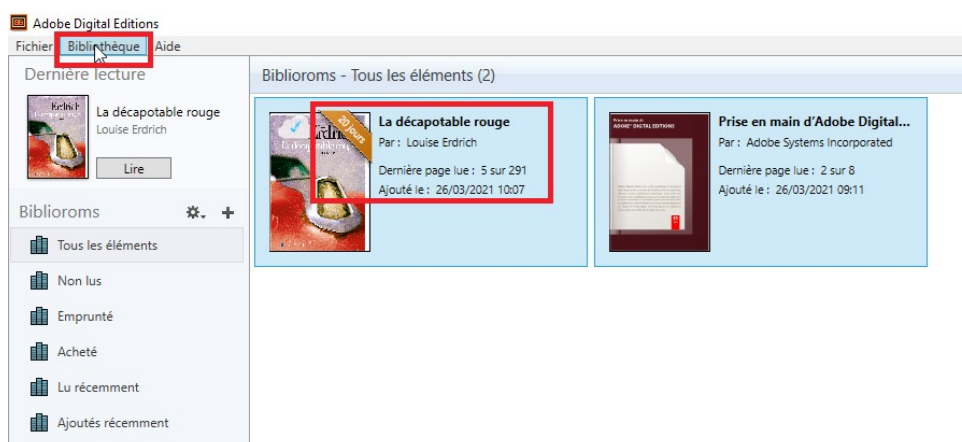 Adobe Digital Editions
Fichier Bibliothèque Aide
Dernière lecture
La décapotable rouge
Louise Erdrich
Lire
Biblioroms
Tous les éléments
Non lus
Emprunté
Acheté
Lu récemment
Ajoutés récemment
Biblioroms - Tous les éléments (2)
20 jours
La décapotable rouge
Par : Louise Erdrich
Dernière page lue : 5 sur 291
Ajouté le : 26/03/2021 10:07
Prise en main d'Adobe Digital...
Par : Adobe Systems Incorporated
Dernière page lue : 2 sur 8
Ajouté le : 26/03/2021 09:11